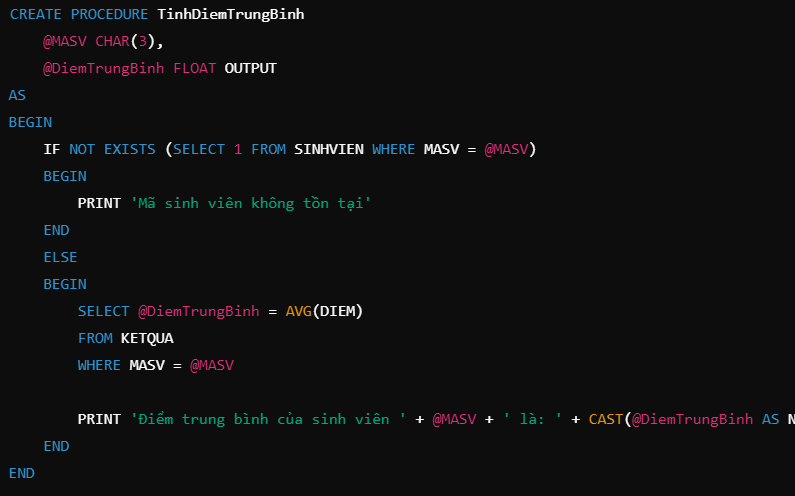 CREATE PROCEDURE TinhDiemTrungBinh
@MASV CHAR(3),
@DiemTrungBinh FLOAT OUTPUT
AS
BEGIN
IF NOT EXISTS (SELECT 1 FROM SINHVIEN WHERE MASV = @MASV)
BEGIN
PRINT 'Mã sinh viên không tồn tại'
END
ELSE
BEGIN
SELECT @DiemTrungBinh = AVG(DIEM)
FROM KETQUA
WHERE MASV = @MASV
PRINT 'Điểm trung bình của sinh viên ' + @MASV + ' là: ' + CAST(@DiemTrungBinh AS N
END
END